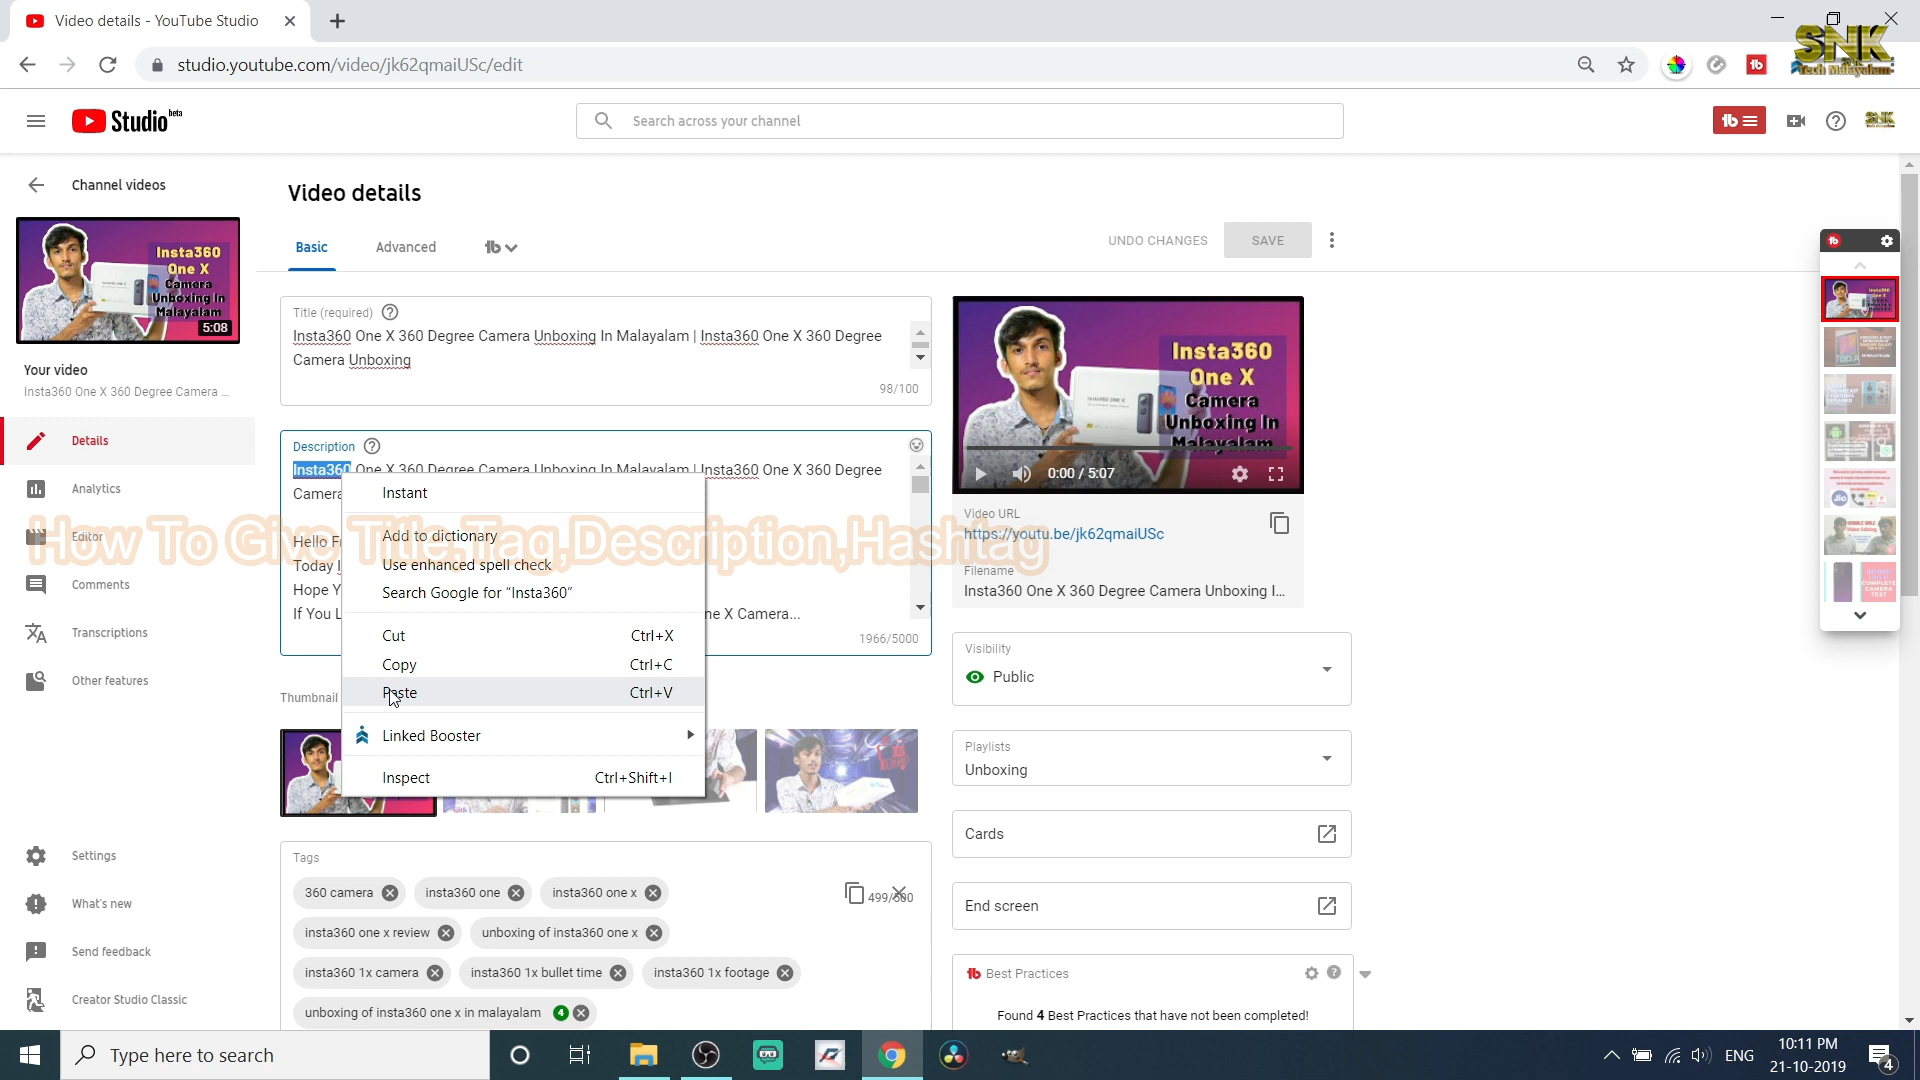 Video details - YouTube Studio
studio.youtube.com/video/jk62qmaiUSc/edit
SNK
Tech Malayalam
Studio beta
Search across your channel
Channel videos
Video details
Basic
Advanced
UNDO CHANGES
SAVE
Insta360
One X
Camera
Unboxing In
Malayalam
5:08
Your video
Insta360 One X 360 Degree Camera ...
Details
Analytics
Editor
Comments
Transcriptions
Other features
Settings
What's new
Send feedback
Creator Studio Classic
Title (required)
Insta360 One X 360 Degree Camera Unboxing In Malayalam | Insta360 One X 360 Degree
Camera Unboxing
98/100
Description
Insta360 One X 360 Degree Camera Unboxing In Malayalam | Insta360 One X 360 Degree
Camera
Hello Fr
Today I
Hope Y
If You L
ne X Camera...
1966/5000
How To Give Title,Tag,Description,Hashtag
Instant
Add to dictionary
Use enhanced spell check
Search Google for “Insta360”
Cut Ctrl+X
Copy Ctrl+C
Paste Ctrl+V
Linked Booster
Inspect Ctrl+Shift+I
Thumbnail
Tags
360 camera
insta360 one
insta360 one x
499/500
insta360 one x review
unboxing of insta360 one x
insta360 1x camera
insta360 1x bullet time
insta360 1x footage
unboxing of insta360 one x in malayalam 4
Insta360
One X
Camera
Unboxing In
Malayalam
0:00 / 5:07
Video URL
https://youtu.be/jk62qmaiUSc
Filename
Insta360 One X 360 Degree Camera Unboxing I...
Visibility
Public
Playlists
Unboxing
Cards
End screen
Best Practices
Found 4 Best Practices that have not been completed!
Type here to search
ENG
10:11 PM
21-10-2019
4